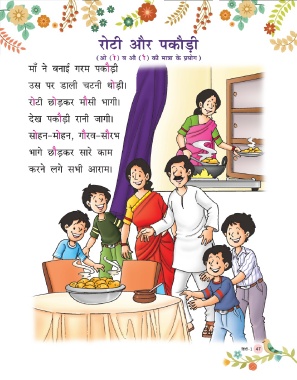 रोटी और पकौड़ी
(ओ (ो) व औ (ौ) की मात्रा के प्रयोग)
माँ ने बनाई गरम पकौड़ी
उस पर डाली चटनी थोड़ी।
रोटी छोड़कर मौसी भागी।
देख पकौड़ी रानी जागी।
सोहन-मोहन, गौरव-सौरभ
भागे छौड़कर सारे काम
करने लगे सभी आराम।
47